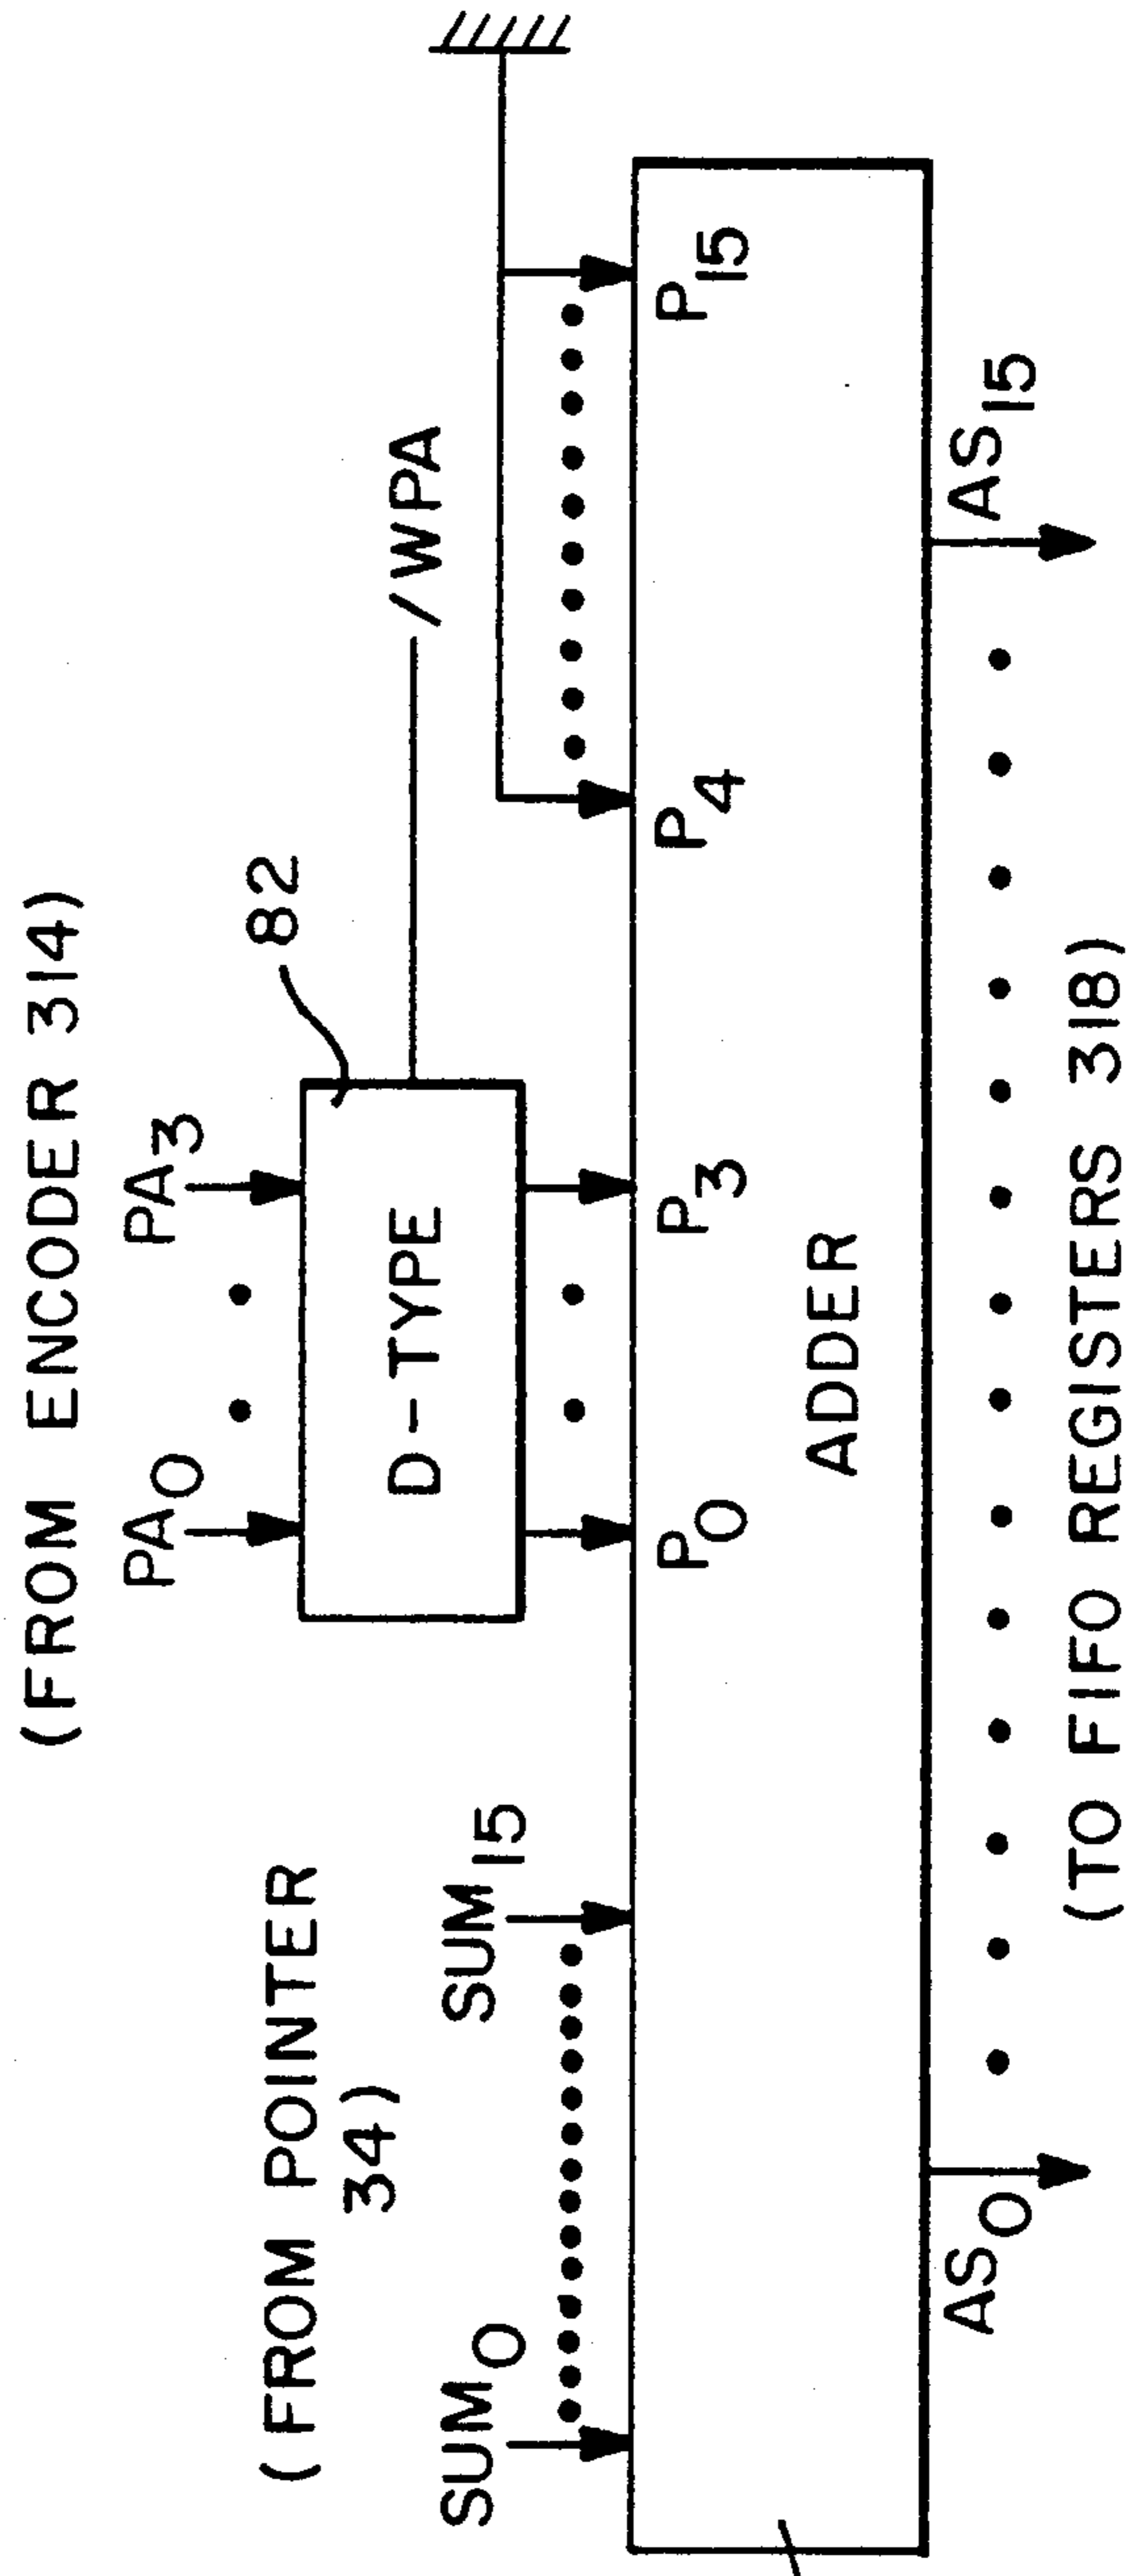 (FROM ENCODER 314)
PA0 PA3
82
(FROM POINTER
34)
D-TYPE
/WPA
SUM0 SUM15
P0 P3 P4 P15
ADDER
AS0 AS15
(TO FIFO REGISTERS 318)